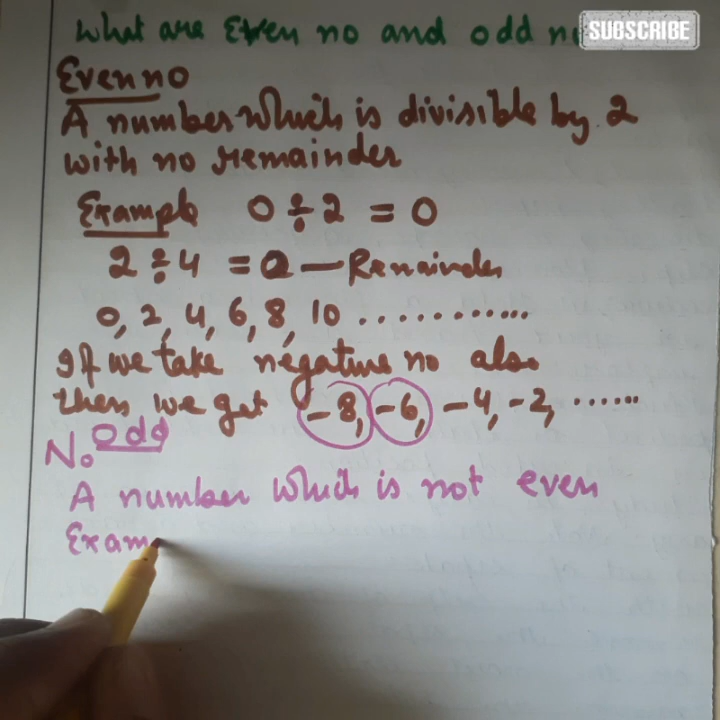 What are Even no and odd n
SUBSCRIBE
Even no
A number which is divisible by 2
with no remainder
Example 0 ÷ 2 = 0
2 ÷ 4 = 0 — Remainder
0, 2, 4, 6, 8, 10 ............
If we take negative no also
then we get -8, -6, -4, -2, ......
No Odd
A number which is not even
Exam